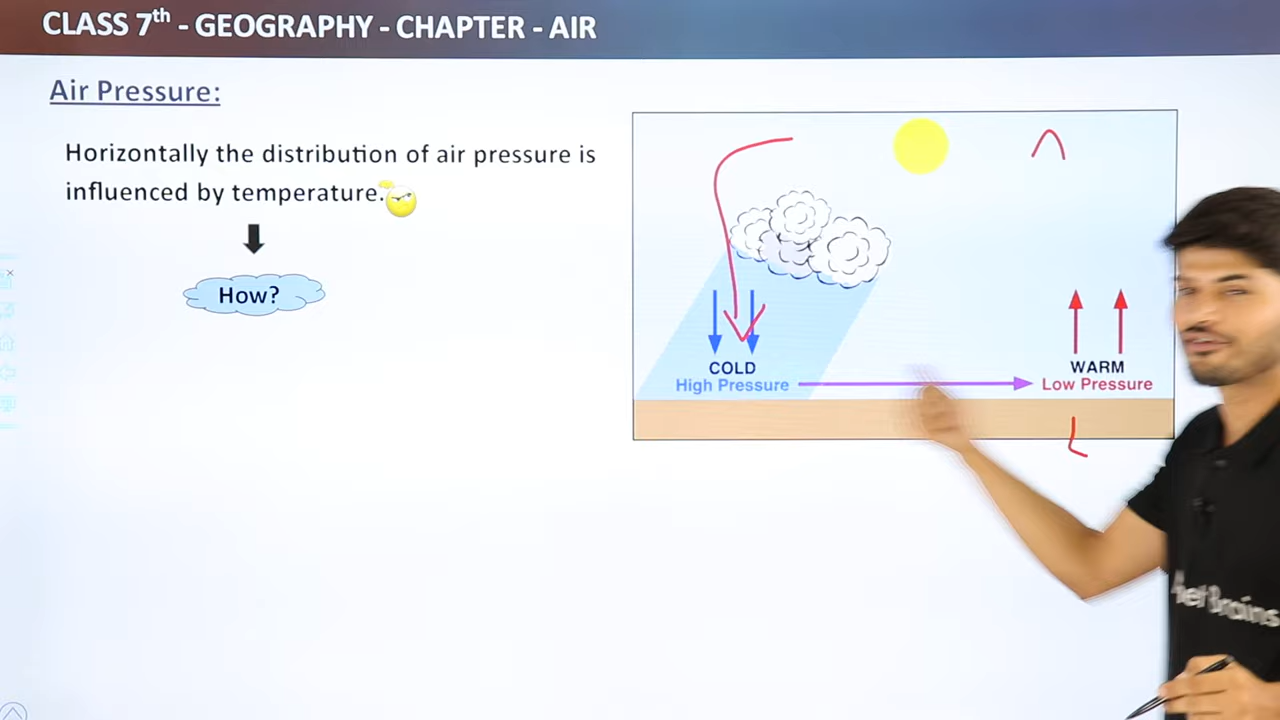 CLASS 7th - GEOGRAPHY - CHAPTER - AIR
Air Pressure:
Horizontally the distribution of air pressure is
influenced by temperature.
How?
COLD
High Pressure
WARM
Low Pressure
L
Brains